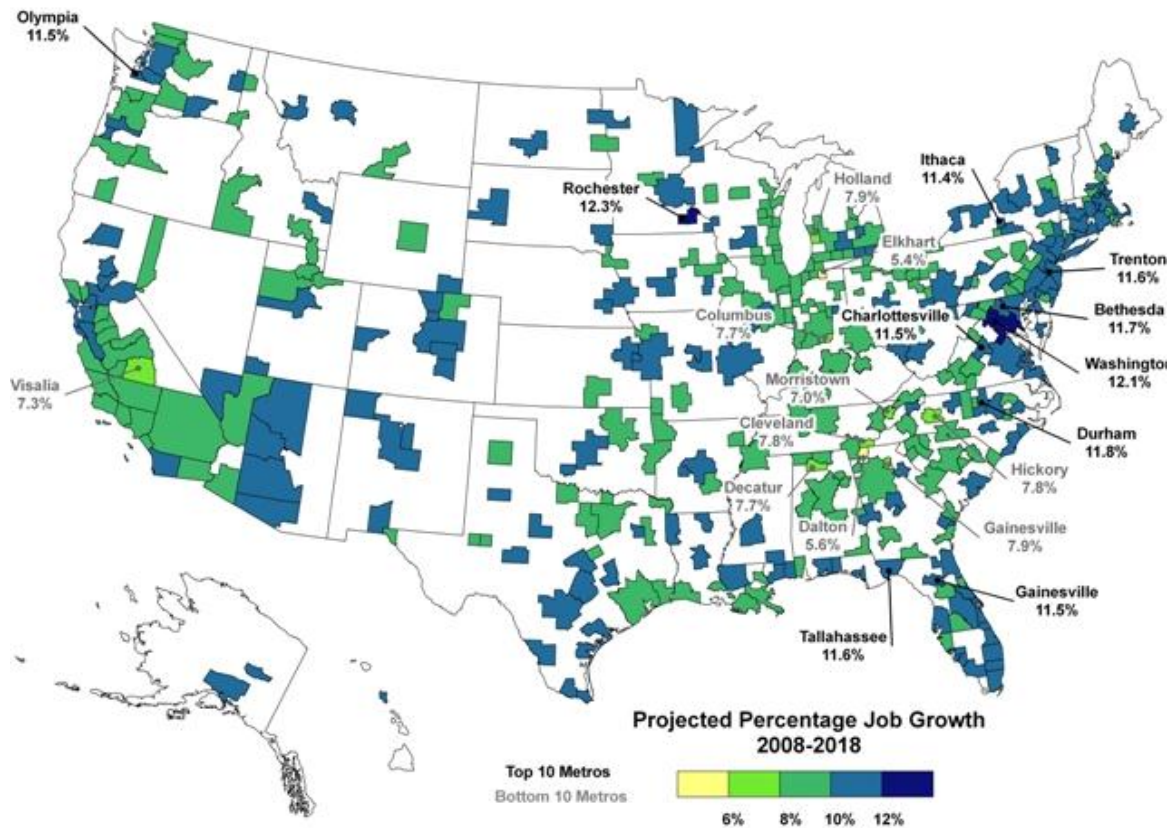 Olympia
11.5%
Rochester
12.3%
Holland
7.9%
Ithaca
11.4%
Elkhart
5.4%
Trenton
11.6%
Bethesda
11.7%
Columbus
7.7%
Charlottesville
11.5%
Washington
12.1%
Visalia
7.3%
Morristown
7.0%
Cleveland
7.8%
Durham
11.8%
Hickory
7.8%
Decatur
7.7%
Dalton
5.6%
Gainesville
7.9%
Gainesville
11.5%
Tallahassee
11.6%
Projected Percentage Job Growth
2008-2018
Top 10 Metros
Bottom 10 Metros
6% 8% 10% 12%